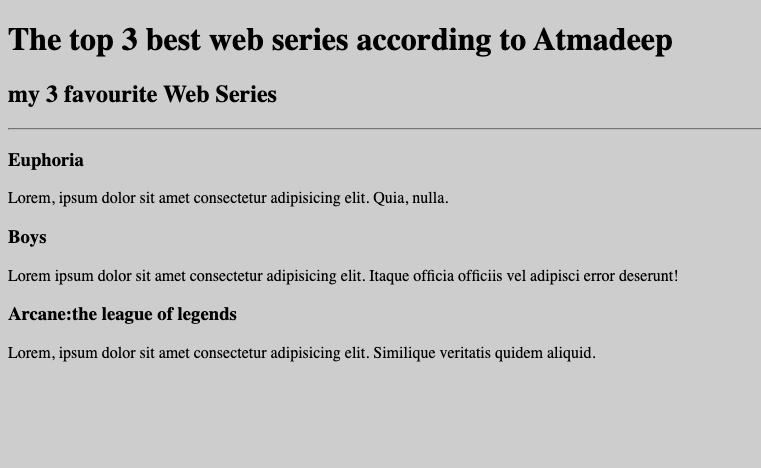 The top 3 best web series according to Atmadeep
my 3 favourite Web Series
Euphoria
Lorem, ipsum dolor sit amet consectetur adipisicing elit. Quia, nulla.
Boys
Lorem ipsum dolor sit amet consectetur adipisicing elit. Itaque officia officiis vel adipisci error deserunt!
Arcane:the league of legends
Lorem, ipsum dolor sit amet consectetur adipisicing elit. Similique veritatis quidem aliquid.